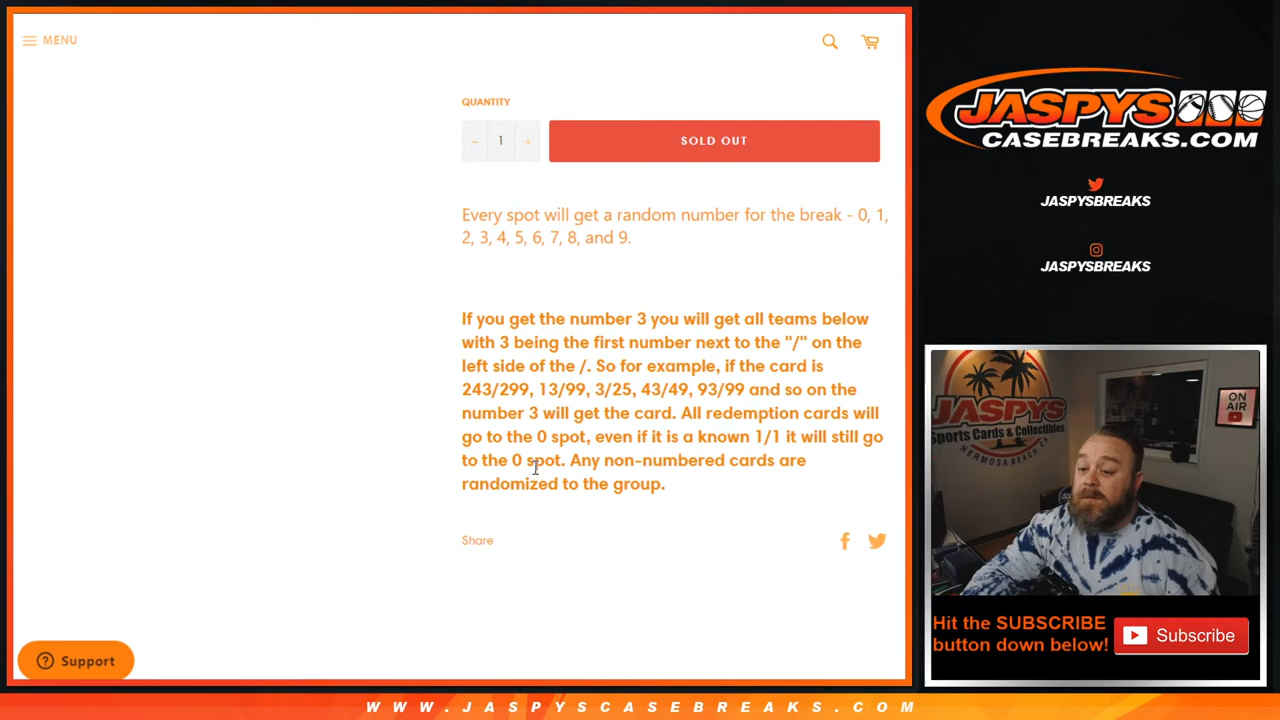 MENU
QUANTITY
− 1 +
SOLD OUT
Every spot will get a random number for the break - 0, 1,
2, 3, 4, 5, 6, 7, 8, and 9.
If you get the number 3 you will get all teams below
with 3 being the first number next to the "/" on the
left side of the /. So for example, if the card is
243/299, 13/99, 3/25, 43/49, 93/99 and so on the
number 3 will get the card. All redemption cards will
go to the 0 spot, even if it is a known 1/1 it will still go
to the 0 spot. Any non-numbered cards are
randomized to the group.
Share
Support
JASPYS
CASEBREAKS.COM
JASPYSBREAKS
JASPYSBREAKS
JASPYS
Sports Cards & Collectibles
HERMOSA BEACH, CA
ON
AIR
Hit the SUBSCRIBE
button down below!
Subscribe
WWW.JASPYSCASEBREAKS.COM